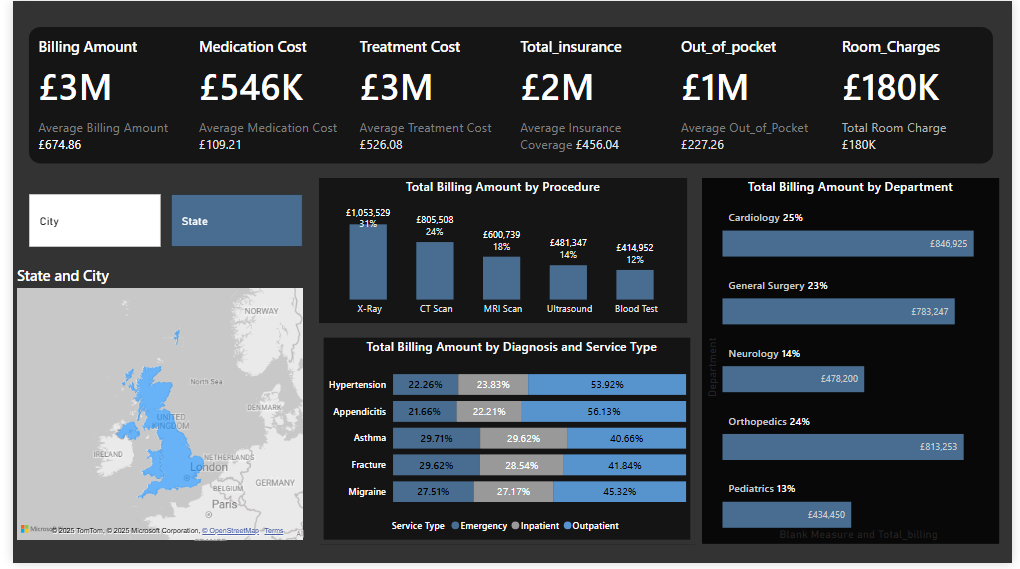 Billing Amount
£3M
Average Billing Amount
£674.86
Medication Cost
£546K
Average Medication Cost
£109.21
Treatment Cost
£3M
Average Treatment Cost
£526.08
Total_insurance
£2M
Average Insurance
Coverage £456.04
Out_of_pocket
£1M
Average Out_of_Pocket
£227.26
Room_Charges
£180K
Total Room Charge
£180K
City
State
State and City
NORWAY
North Sea
DENMARK
UNITED
KINGDOM
IRELAND
NETHERLANDS
London
BELGIUM
GERMANY
Paris
Microsoft
© 2025 TomTom, © 2025 Microsoft Corporation, © OpenStreetMap Terms
Total Billing Amount by Procedure
£1,053,529
31%
£805,508
24%
£600,739
18%
£481,347
14%
£414,952
12%
X-Ray
CT Scan
MRI Scan
Ultrasound
Blood Test
Total Billing Amount by Diagnosis and Service Type
Hypertension 22.26% 23.83% 53.92%
Appendicitis 21.66% 22.21% 56.13%
Asthma 29.71% 29.62% 40.66%
Fracture 29.62% 28.54% 41.84%
Migraine 27.51% 27.17% 45.32%
Service Type Emergency Inpatient Outpatient
Total Billing Amount by Department
Department
Cardiology 25%
£846,925
General Surgery 23%
£783,247
Neurology 14%
£478,200
Orthopedics 24%
£813,253
Pediatrics 13%
£434,450
Blank Measure and Total_billing